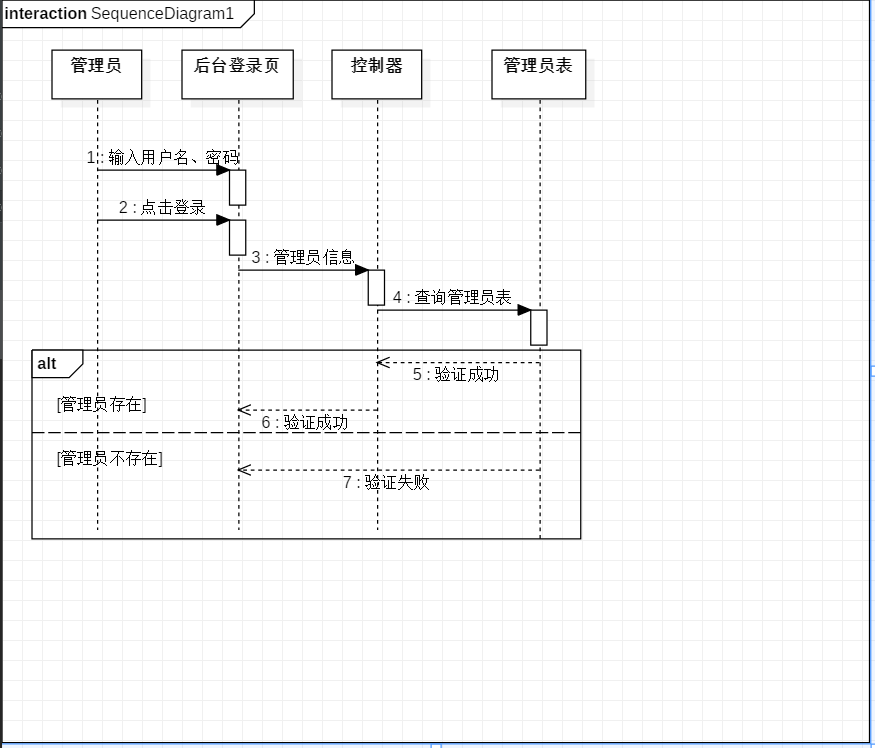 interaction SequenceDiagram1
管理员
后台登录页
控制器
管理员表
1 : 输入用户名、密码
2 : 点击登录
3 : 管理员信息
4 : 查询管理员表
alt
5 : 验证成功
[管理员存在]
6 : 验证成功
[管理员不存在]
7 : 验证失败